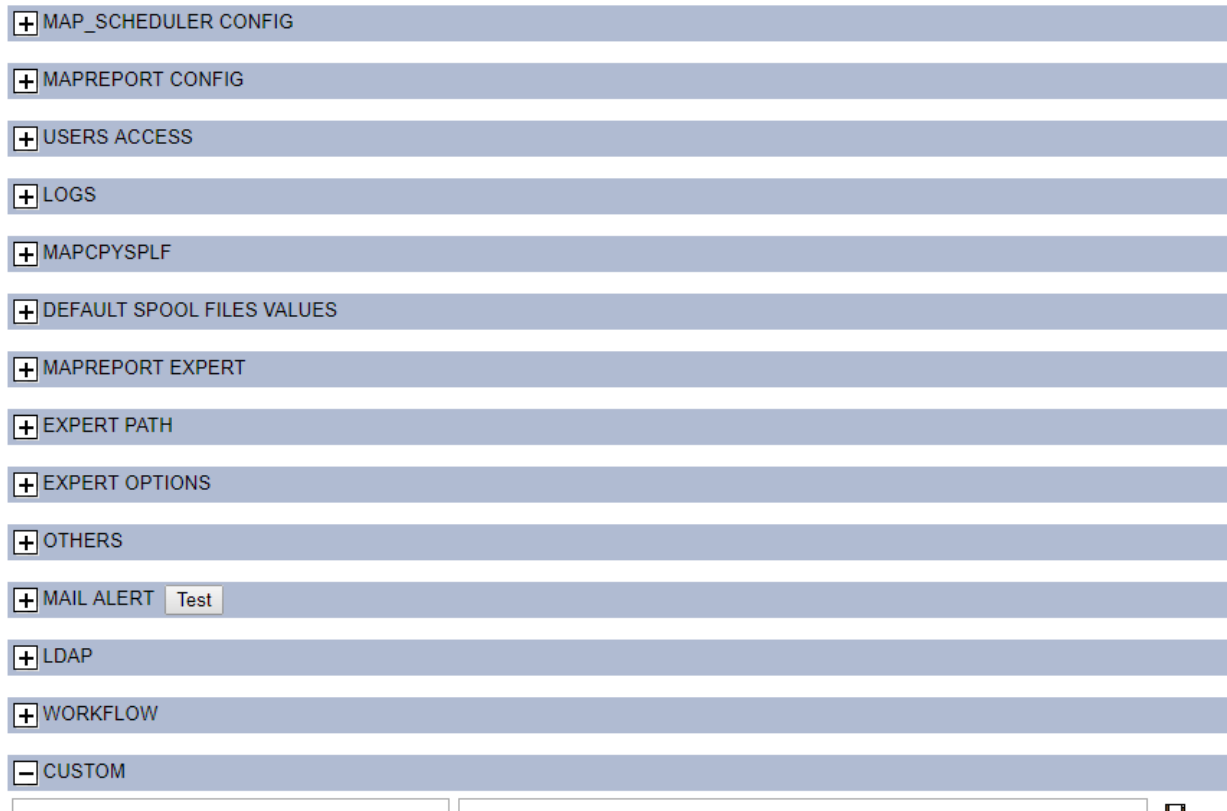 MAP_SCHEDULER CONFIG
MAPREPORT CONFIG
USERS ACCESS
LOGS
MAPCPYSPLF
DEFAULT SPOOL FILES VALUES
MAPREPORT EXPERT
EXPERT PATH
EXPERT OPTIONS
OTHERS
MAIL ALERT Test
LDAP
WORKFLOW
CUSTOM